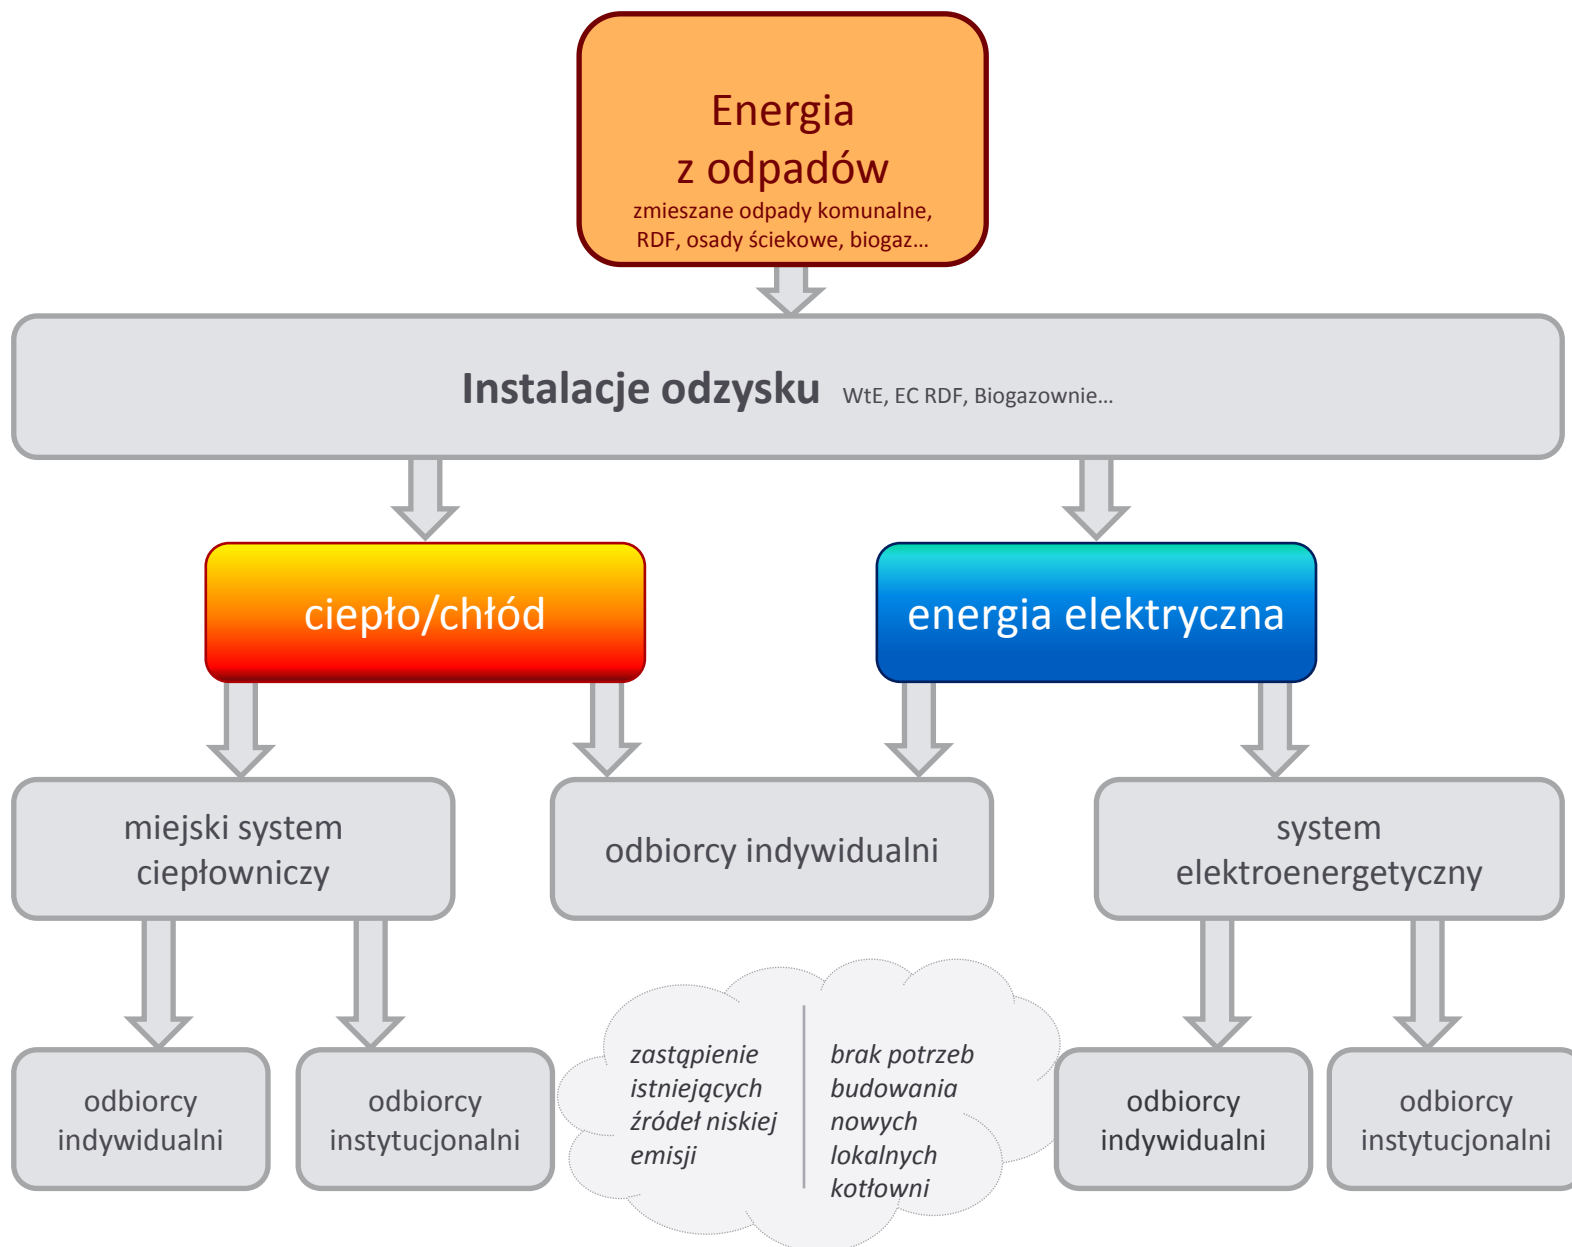 Energia
z odpadów
zmieszane odpady komunalne,
RDF, osady ściekowe, biogaz...
Instalacje odzysku WtE, EC RDF, Biogazownie...
ciepło/chłód
energia elektryczna
miejski system
ciepłowniczy
odbiorcy indywidualni
system
elektroenergetyczny
odbiorcy
indywidualni
odbiorcy
instytucjonalni
zastąpienie
istniejących
źródeł niskiej
emisji
brak potrzeb
budowania
nowych
lokalnych
kotłowni
odbiorcy
indywidualni
odbiorcy
instytucjonalni